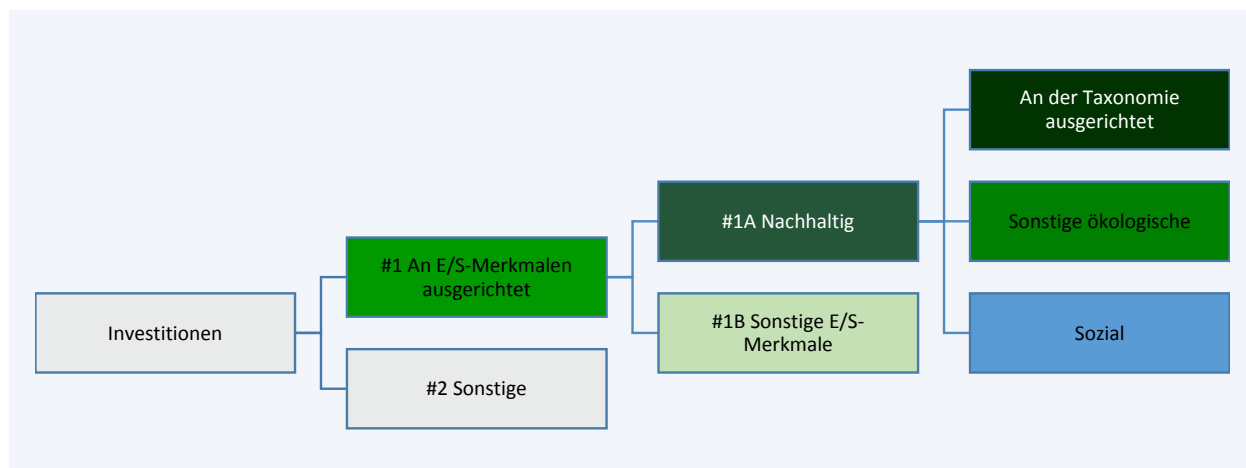 Investitionen
#1 An E/S-Merkmalen
ausgerichtet
#2 Sonstige
#1A Nachhaltig
#1B Sonstige E/S-
Merkmale
An der Taxonomie
ausgerichtet
Sonstige ökologische
Sozial